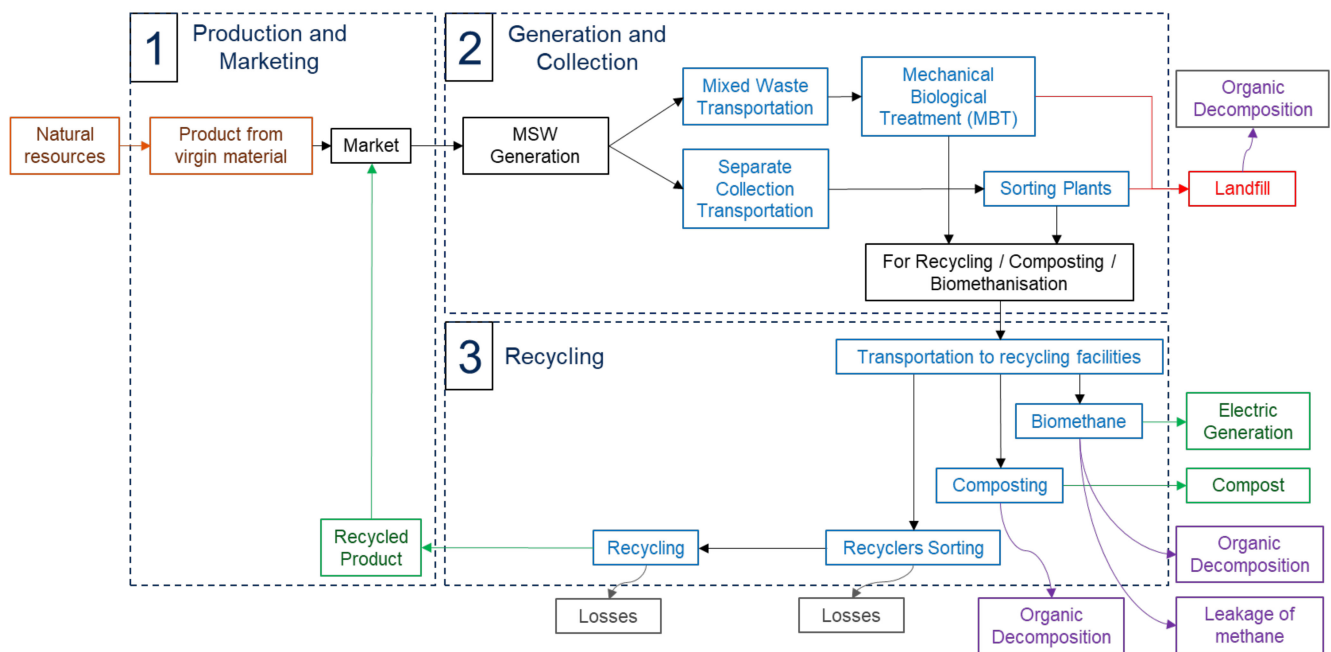 1
Production and
Marketing
Natural
resources
Product from
virgin material
Market
Recycled
Product
2
Generation and
Collection
MSW
Generation
Mixed Waste
Transportation
Separate
Collection
Transportation
Mechanical
Biological
Treatment (MBT)
Sorting Plants
For Recycling / Composting /
Biomethanisation
Organic
Decomposition
Landfill
3
Recycling
Transportation to recycling facilities
Biomethane
Electric
Generation
Composting
Compost
Recyclers Sorting
Recycling
Organic
Decomposition
Losses
Losses
Organic
Decomposition
Leakage of
methane